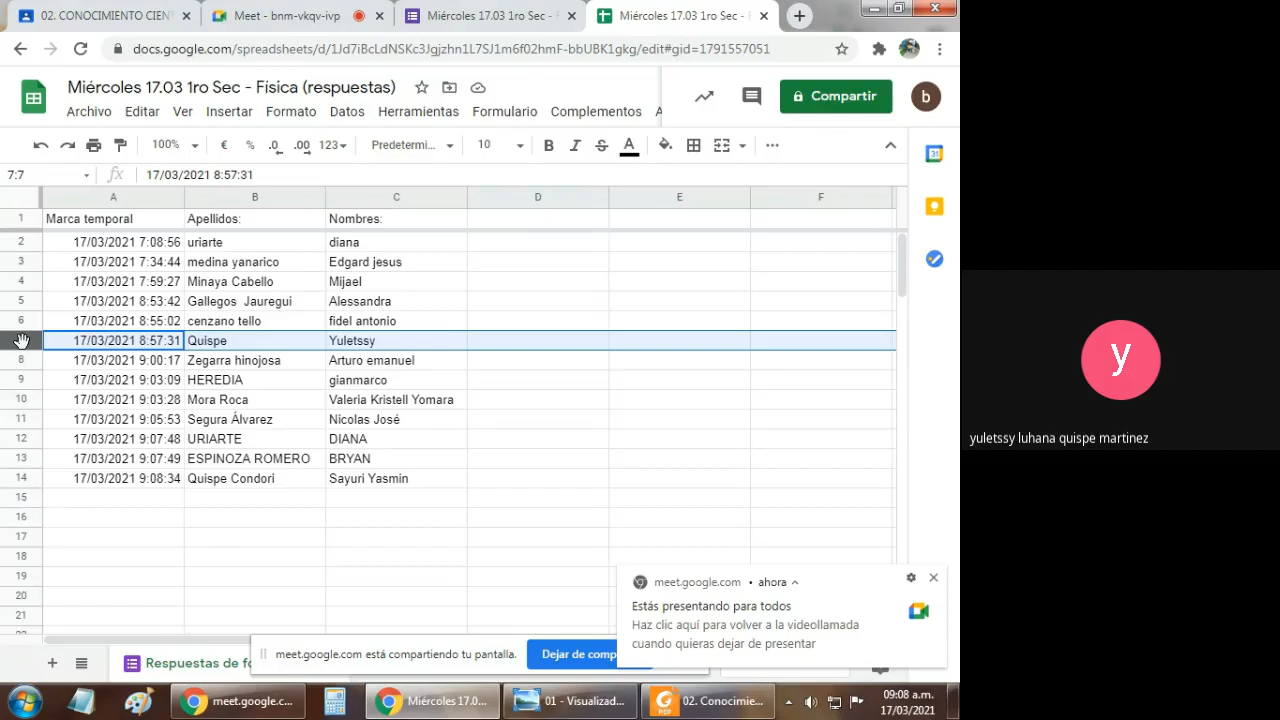 02. CONOCIMIENTO CIEN
Meet - bnm-vkqv-ivp
Miércoles 17.03 1ro Sec -
Miércoles 17.03 1ro Sec -
docs.google.com/spreadsheets/d/1Jd7iBcLdNSKc3Jgjzhn1L7SJ1m6f02hmF-bbUBK1gkg/edit#gid=1791557051
Miércoles 17.03 1ro Sec - Física (respuestas)
Archivo Editar Ver Insertar Formato Datos Herramientas Formulario Complementos
Compartir
b
100% € % .0 .00 123 Predetermi... 10 B I S A
7:7 fx 17/03/2021 8:57:31
A B C D E F
1 Marca temporal Apellidos: Nombres:
2 17/03/2021 7:08:56 uriarte diana
3 17/03/2021 7:34:44 medina yanarico Edgard jesus
4 17/03/2021 7:59:27 Minaya Cabello Mijael
5 17/03/2021 8:53:42 Gallegos Jauregui Alessandra
6 17/03/2021 8:55:02 cenzano tello fidel antonio
17/03/2021 8:57:31 Quispe Yuletssy
8 17/03/2021 9:00:17 Zegarra hinojosa Arturo emanuel
9 17/03/2021 9:03:09 HEREDIA gianmarco
10 17/03/2021 9:03:28 Mora Roca Valeria Kristell Yomara
11 17/03/2021 9:05:53 Segura Álvarez Nicolas José
12 17/03/2021 9:07:48 URIARTE DIANA
13 17/03/2021 9:07:49 ESPINOZA ROMERO BRYAN
14 17/03/2021 9:08:34 Quispe Condori Sayuri Yasmin
15
16
17
18
19
20
21
y
yuletssy luhana quispe martinez
meet.google.com • ahora
Estás presentando para todos
Haz clic aquí para volver a la videollamada
cuando quieras dejar de presentar
Respuestas de fo
meet.google.com está compartiendo tu pantalla.
Dejar de comp
meet.google.c...
Miércoles 17.0...
01 - Visualizad...
02. Conocimie...
09:08 a.m.
17/03/2021